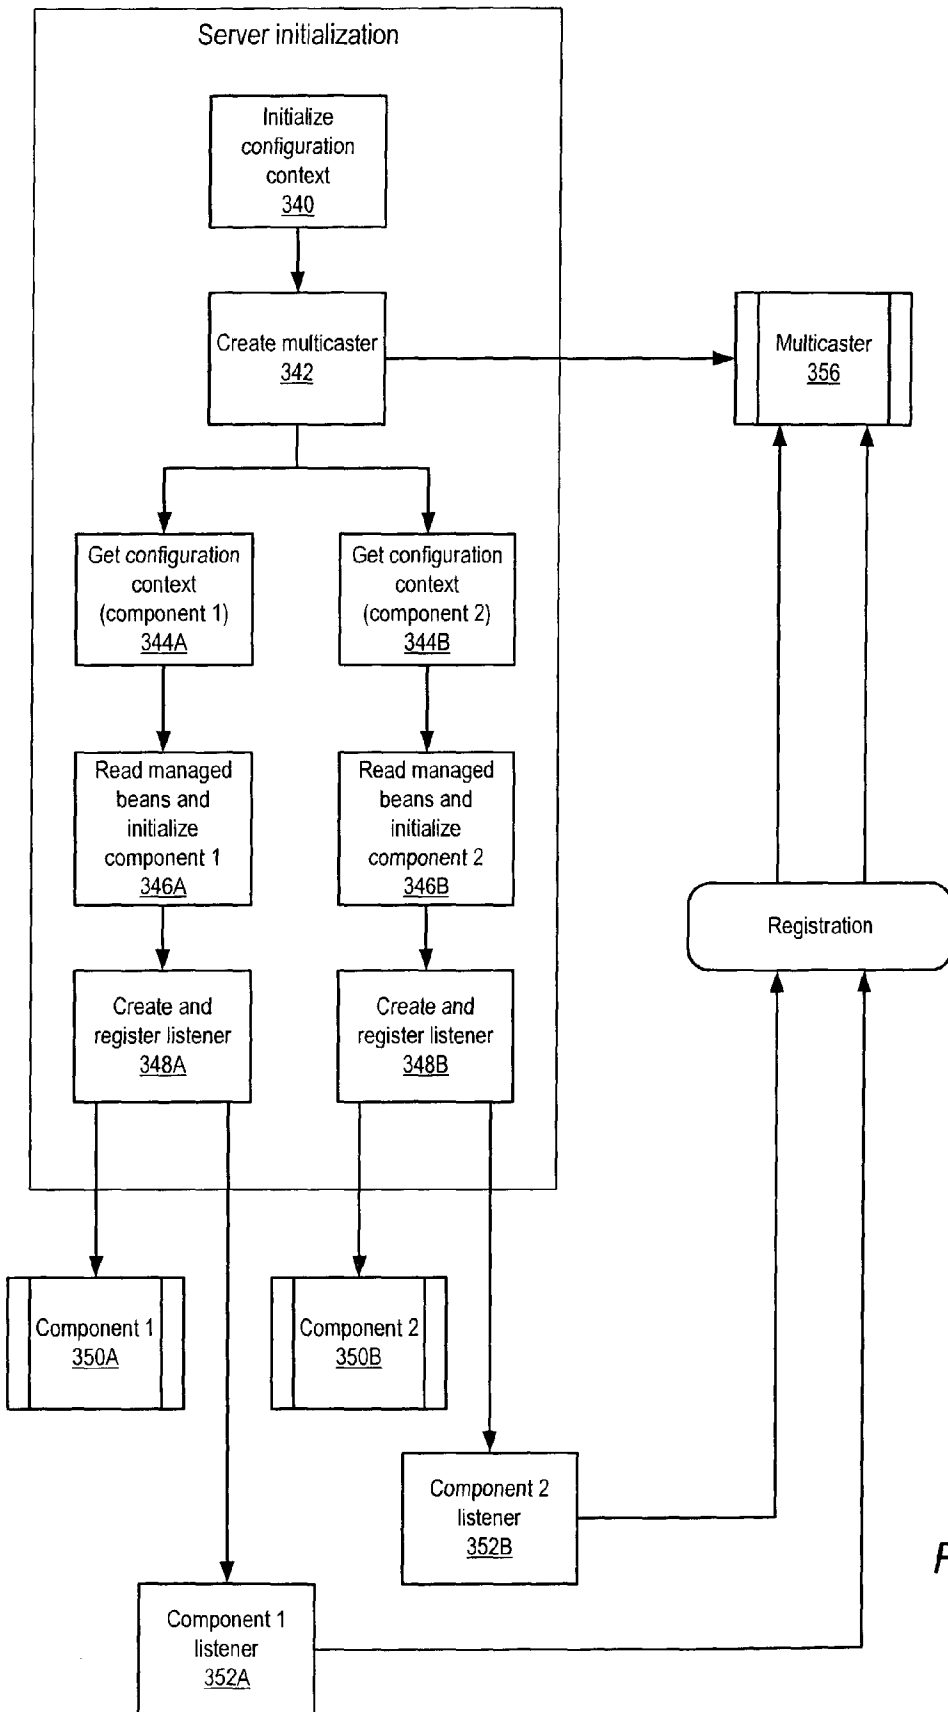 Server initialization
Initialize
configuration
context
340
Create multicaster
342
Multicaster
356
Get configuration
context
(component 1)
344A
Get configuration
context
(component 2)
344B
Read managed
beans and
initialize
component 1
346A
Read managed
beans and
initialize
component 2
346B
Registration
Create and
register listener
348A
Create and
register listener
348B
Component 1
350A
Component 2
350B
Component 2
listener
352B
Component 1
listener
352A